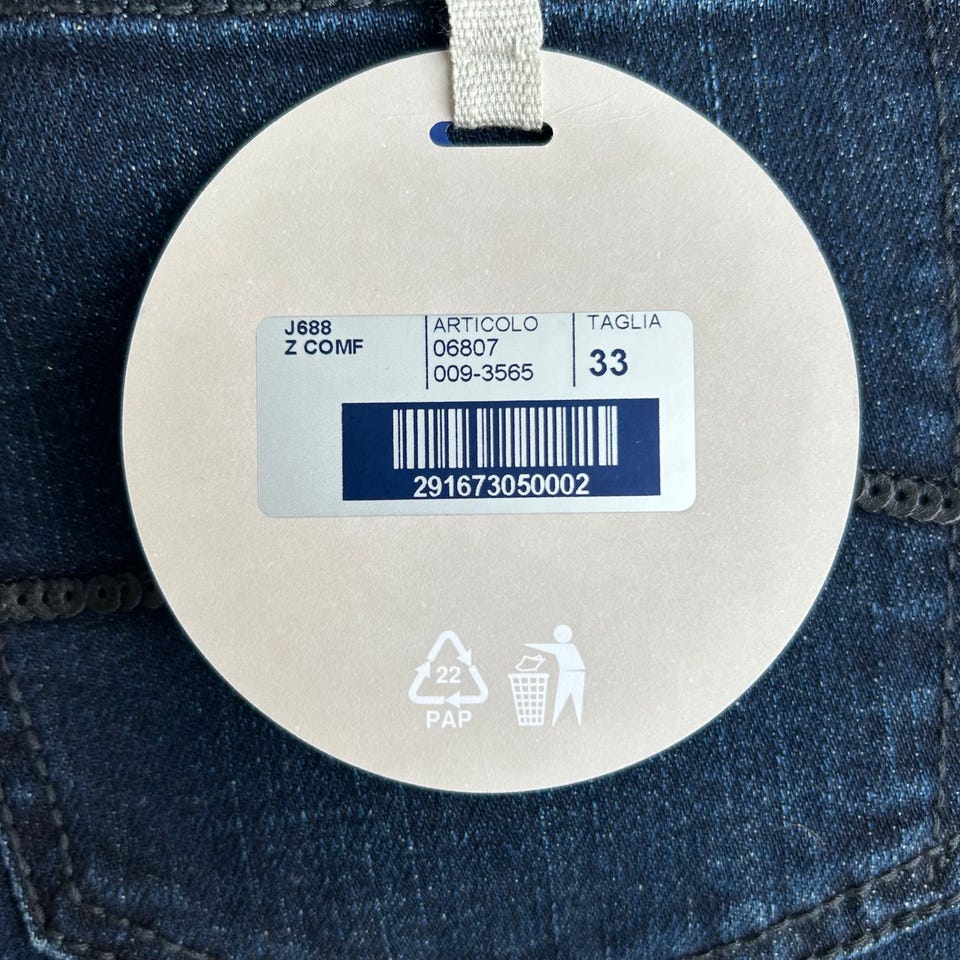 J688
Z COMF
ARTICOLO
06807
009-3565
TAGLIA
33
291673050002
22
PAP